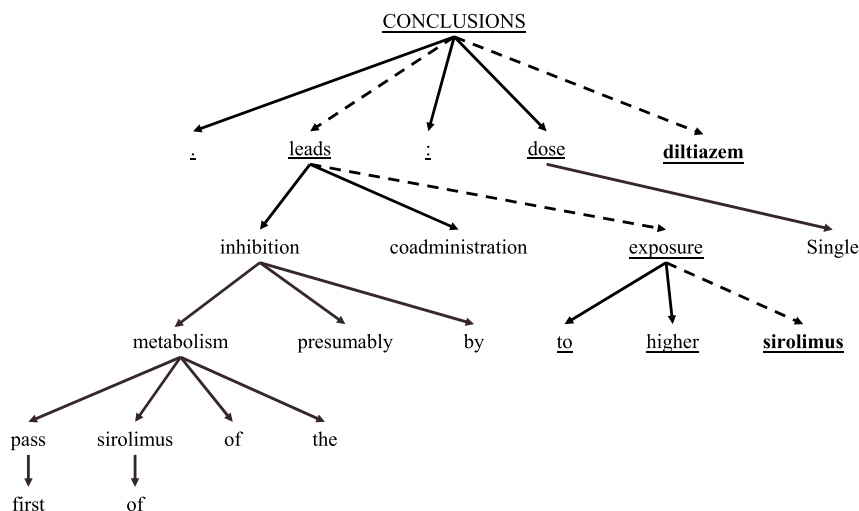 CONCLUSIONS
. leads : dose diltiazem
inhibition coadministration exposure Single
metabolism presumably by to higher sirolimus
pass sirolimus of the
first of